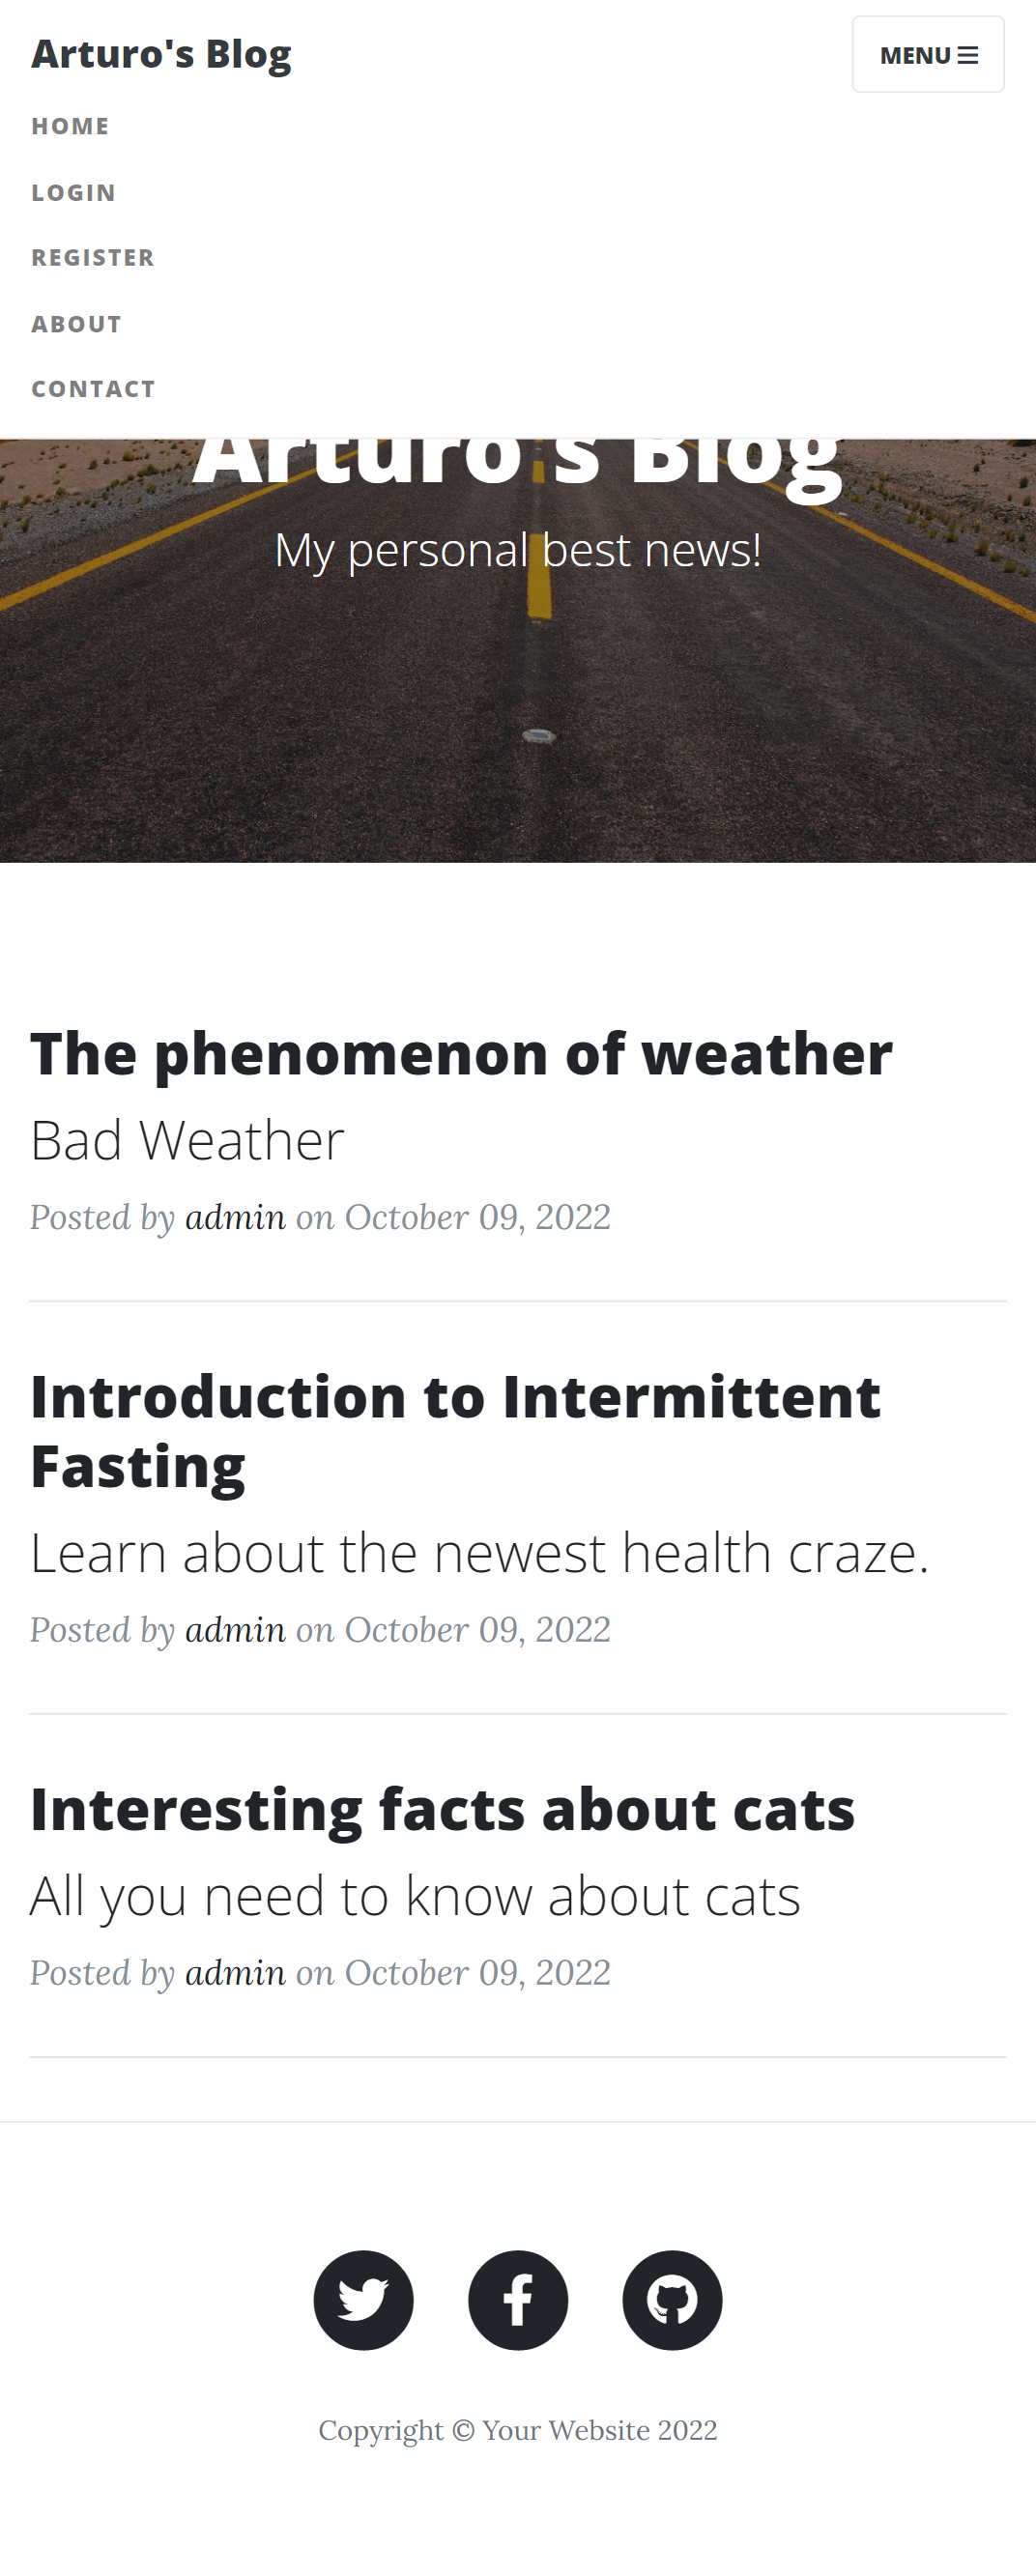 Arturo's Blog
MENU
HOME
LOGIN
REGISTER
ABOUT
CONTACT
Arturo's Blog
My personal best news!
The phenomenon of weather
Bad Weather
Posted by admin on October 09, 2022
Introduction to Intermittent
Fasting
Learn about the newest health craze.
Posted by admin on October 09, 2022
Interesting facts about cats
All you need to know about cats
Posted by admin on October 09, 2022
Copyright © Your Website 2022